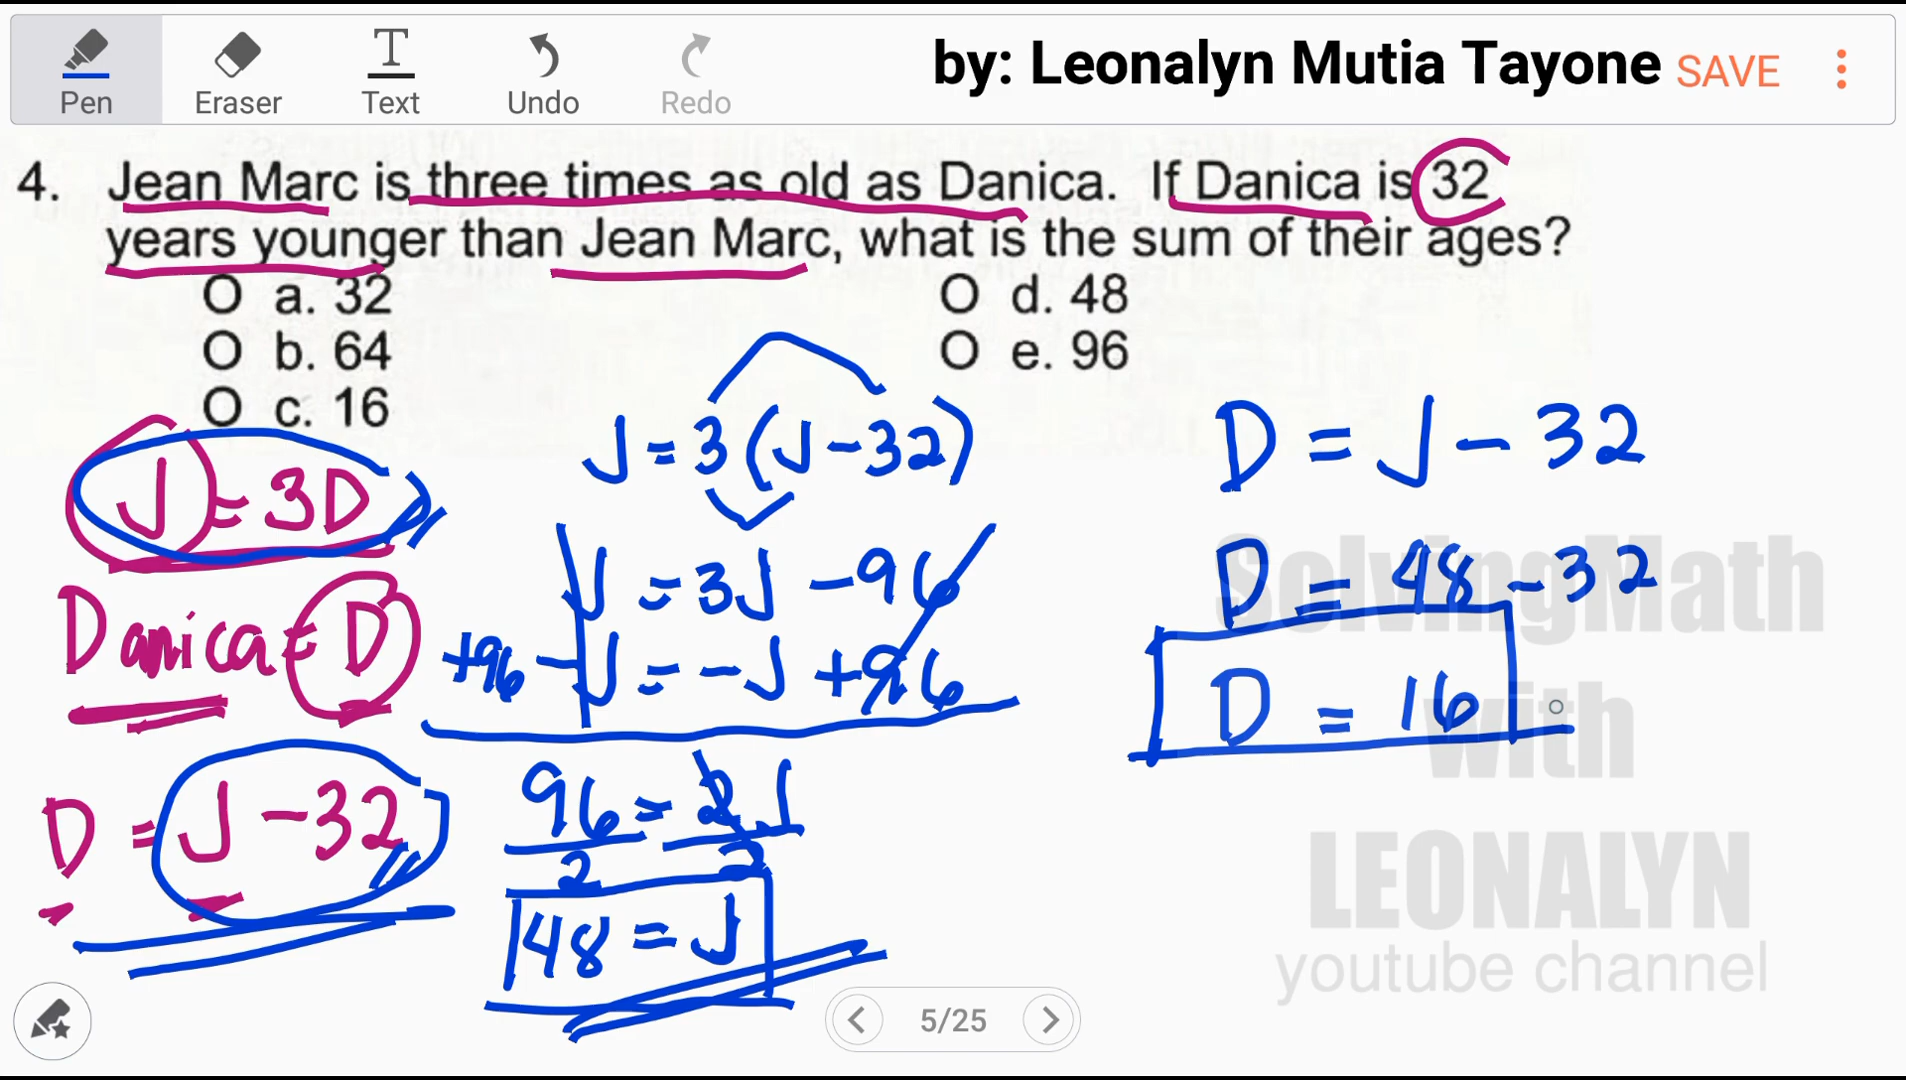 Pen
Eraser
Text
Undo
Redo
by: Leonalyn Mutia Tayone
SAVE
4. Jean Marc is three times as old as Danica. If Danica is 32
years younger than Jean Marc, what is the sum of their ages?
O a. 32
O b. 64
O c. 16
O d. 48
O e. 96
J = 3D
Danica = D
D = J - 32
J = 3(J - 32)
J = 3J - 96
+96 - J = - J + 96
96 = 2J
2 2
48 = J
D = J - 32
D = 48 - 32
D = 16
SolvingMath
with
LEONALYN
youtube channel
5/25